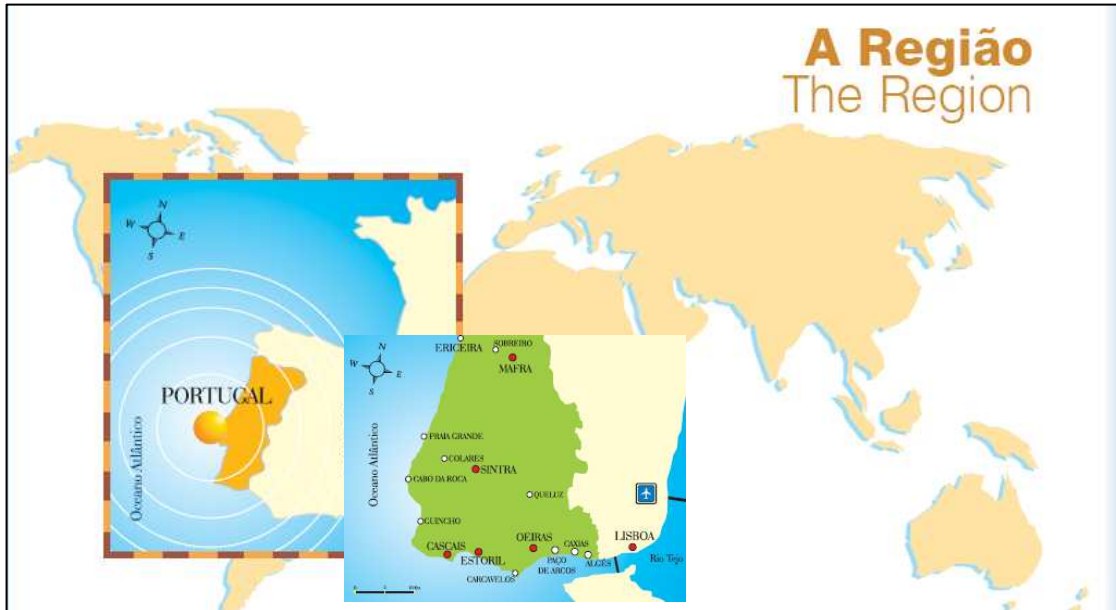 A Região
The Region
N
W
E
S
PORTUGAL
Oceano Atlântico
N
W
E
S
ERICEIRA
SOBREIRO
MAFRA
Oceano Atlântico
PRAIA GRANDE
COLARES
SINTRA
CABO DA ROCA
QUELUZ
GUINCHO
CASCAIS
ESTORIL
OEIRAS
CARCAVELOS
PAÇO
DE ARCOS
CAXIAS
ALGÉS
LISBOA
Rio Tejo
0